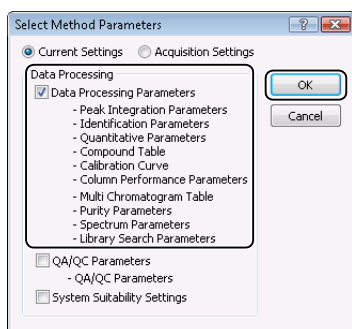 Select Method Parameters
Current Settings Acquisition Settings
Data Processing
Data Processing Parameters
- Peak Integration Parameters
- Identification Parameters
- Quantitative Parameters
- Compound Table
- Calibration Curve
- Column Performance Parameters
- Multi Chromatogram Table
- Purity Parameters
- Spectrum Parameters
- Library Search Parameters
QA/QC Parameters
- QA/QC Parameters
System Suitability Settings
OK
Cancel